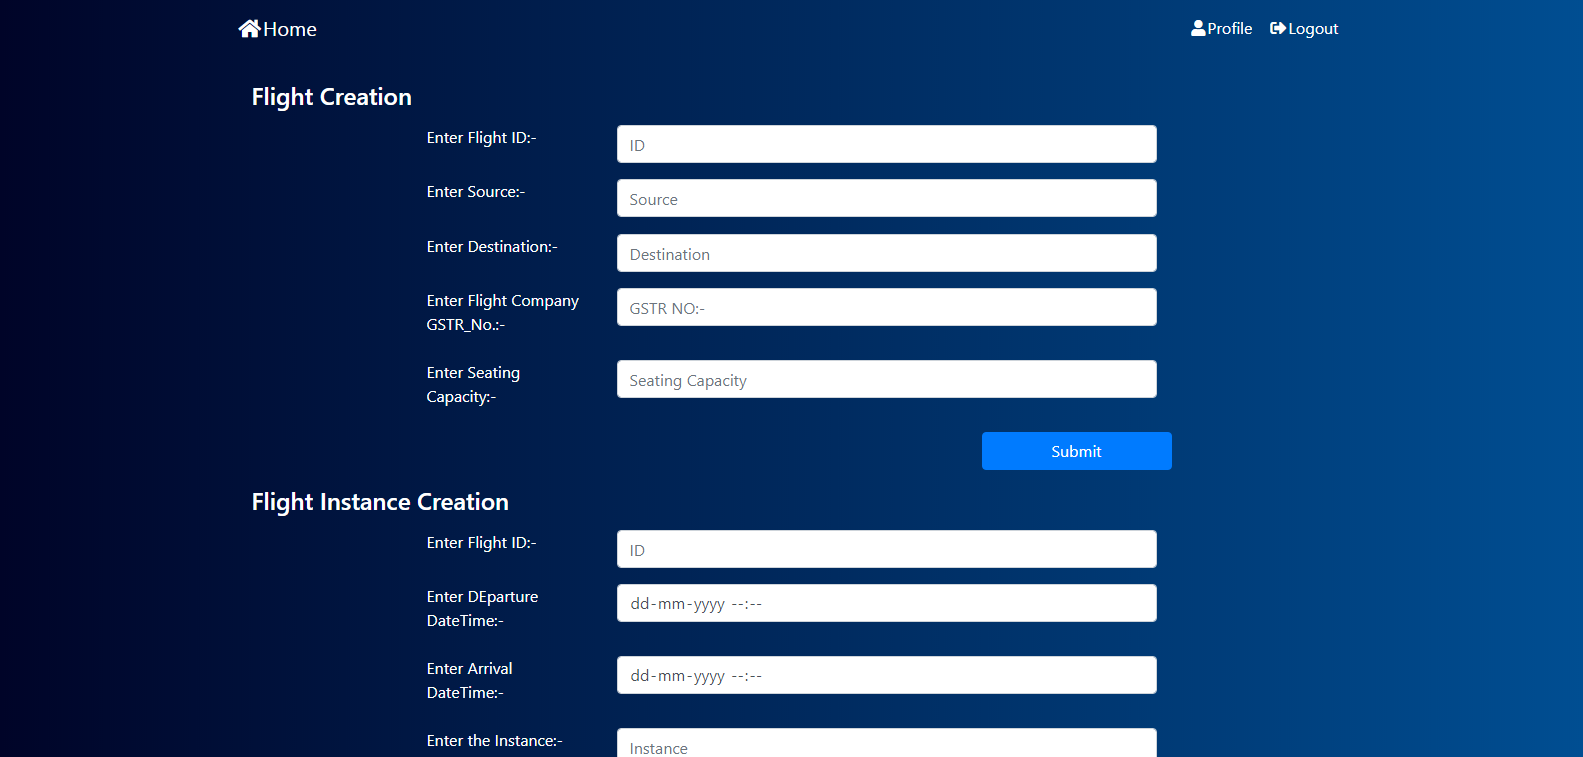 Home
Profile
Logout
Flight Creation
Enter Flight ID:-
ID
Enter Source:-
Source
Enter Destination:-
Destination
Enter Flight Company
GSTR_No.:-
GSTR NO:-
Enter Seating
Capacity:-
Seating Capacity
Submit
Flight Instance Creation
Enter Flight ID:-
ID
Enter DEparture
DateTime:-
dd-mm-yyyy --:--
Enter Arrival
DateTime:-
dd-mm-yyyy --:--
Enter the Instance:-
Instance